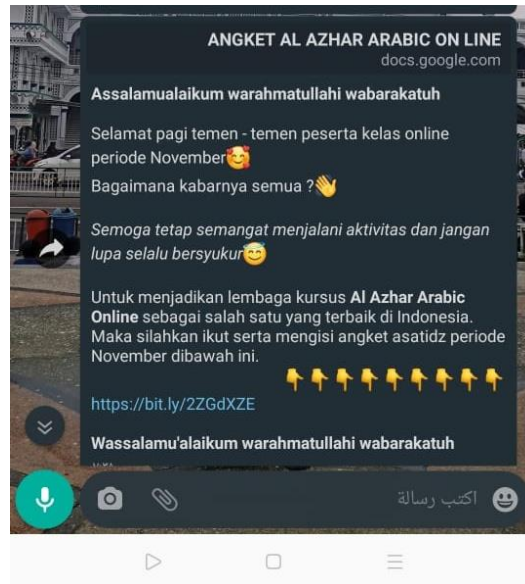 ANGKET AL AZHAR ARABIC ON LINE
docs.google.com
Assalamualaikum warahmatullahi wabarakatuh
Selamat pagi temen - temen peserta kelas online
periode November🥰
Bagaimana kabarnya semua ?👋
Semoga tetap semangat menjalani aktivitas dan jangan
lupa selalu bersyukur😇
Untuk menjadikan lembaga kursus Al Azhar Arabic
Online sebagai salah satu yang terbaik di Indonesia.
Maka silahkan ikut serta mengisi angket asatidz periode
November dibawah ini.
👇👇👇👇👇👇👇👇👇
https://bit.ly/2ZGdXZE
Wassalamu'alaikum warahmatullahi wabarakatuh
اكتب رسالة